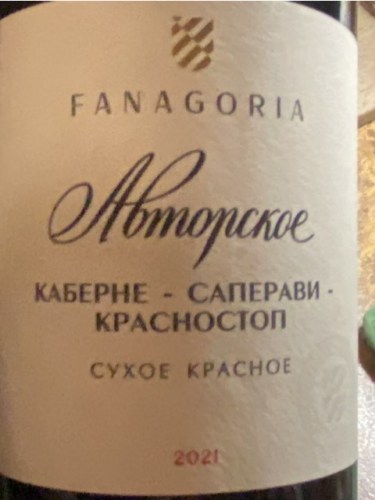 FANAGORIA
Авторское
КАБЕРНЕ - САПЕРАВИ -
КРАСНОСТОП
СУХОЕ КРАСНОЕ
2021